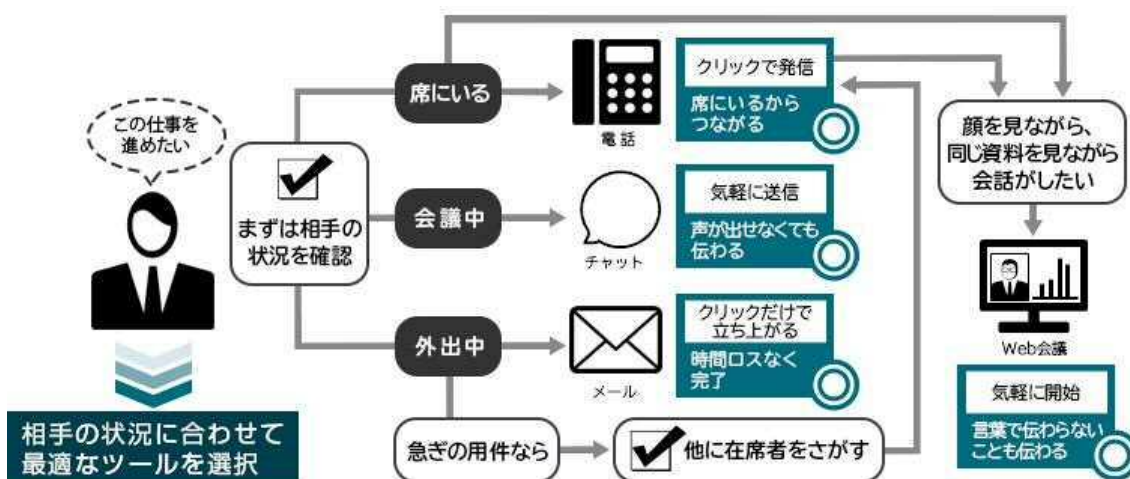 この仕事を
進めたい
まずは相手の
状況を確認
相手の状況に合わせて
最適なツールを選択
席にいる
電話
クリックで発信
席にいるから
つながる
会議中
チャット
気軽に送信
声が出せなくても
伝わる
外出中
メール
クリックだけで
立ち上がる
時間ロスなく
完了
急ぎの用件なら
他に在席者をさがす
顔を見ながら、
同じ資料を見ながら
会話がしたい
Web会議
気軽に開始
言葉で伝わらない
ことも伝わる